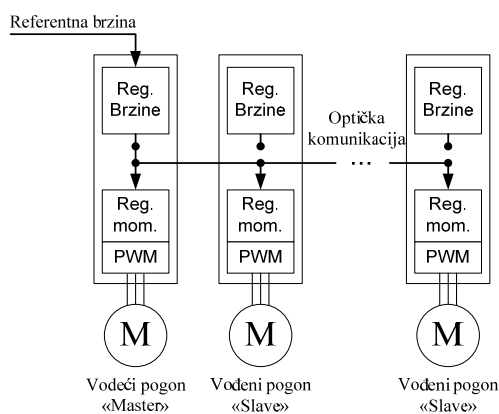 Referentna brzina
Reg.
Brzine
Reg.
Brzine
Reg.
Brzine
Optička
komunikacija
...
Reg.
mom.
Reg.
mom.
Reg.
mom.
PWM
PWM
PWM
M
M
M
Vodeći pogon
«Master»
Vođeni pogon
«Slave»
Vođeni pogon
«Slave»